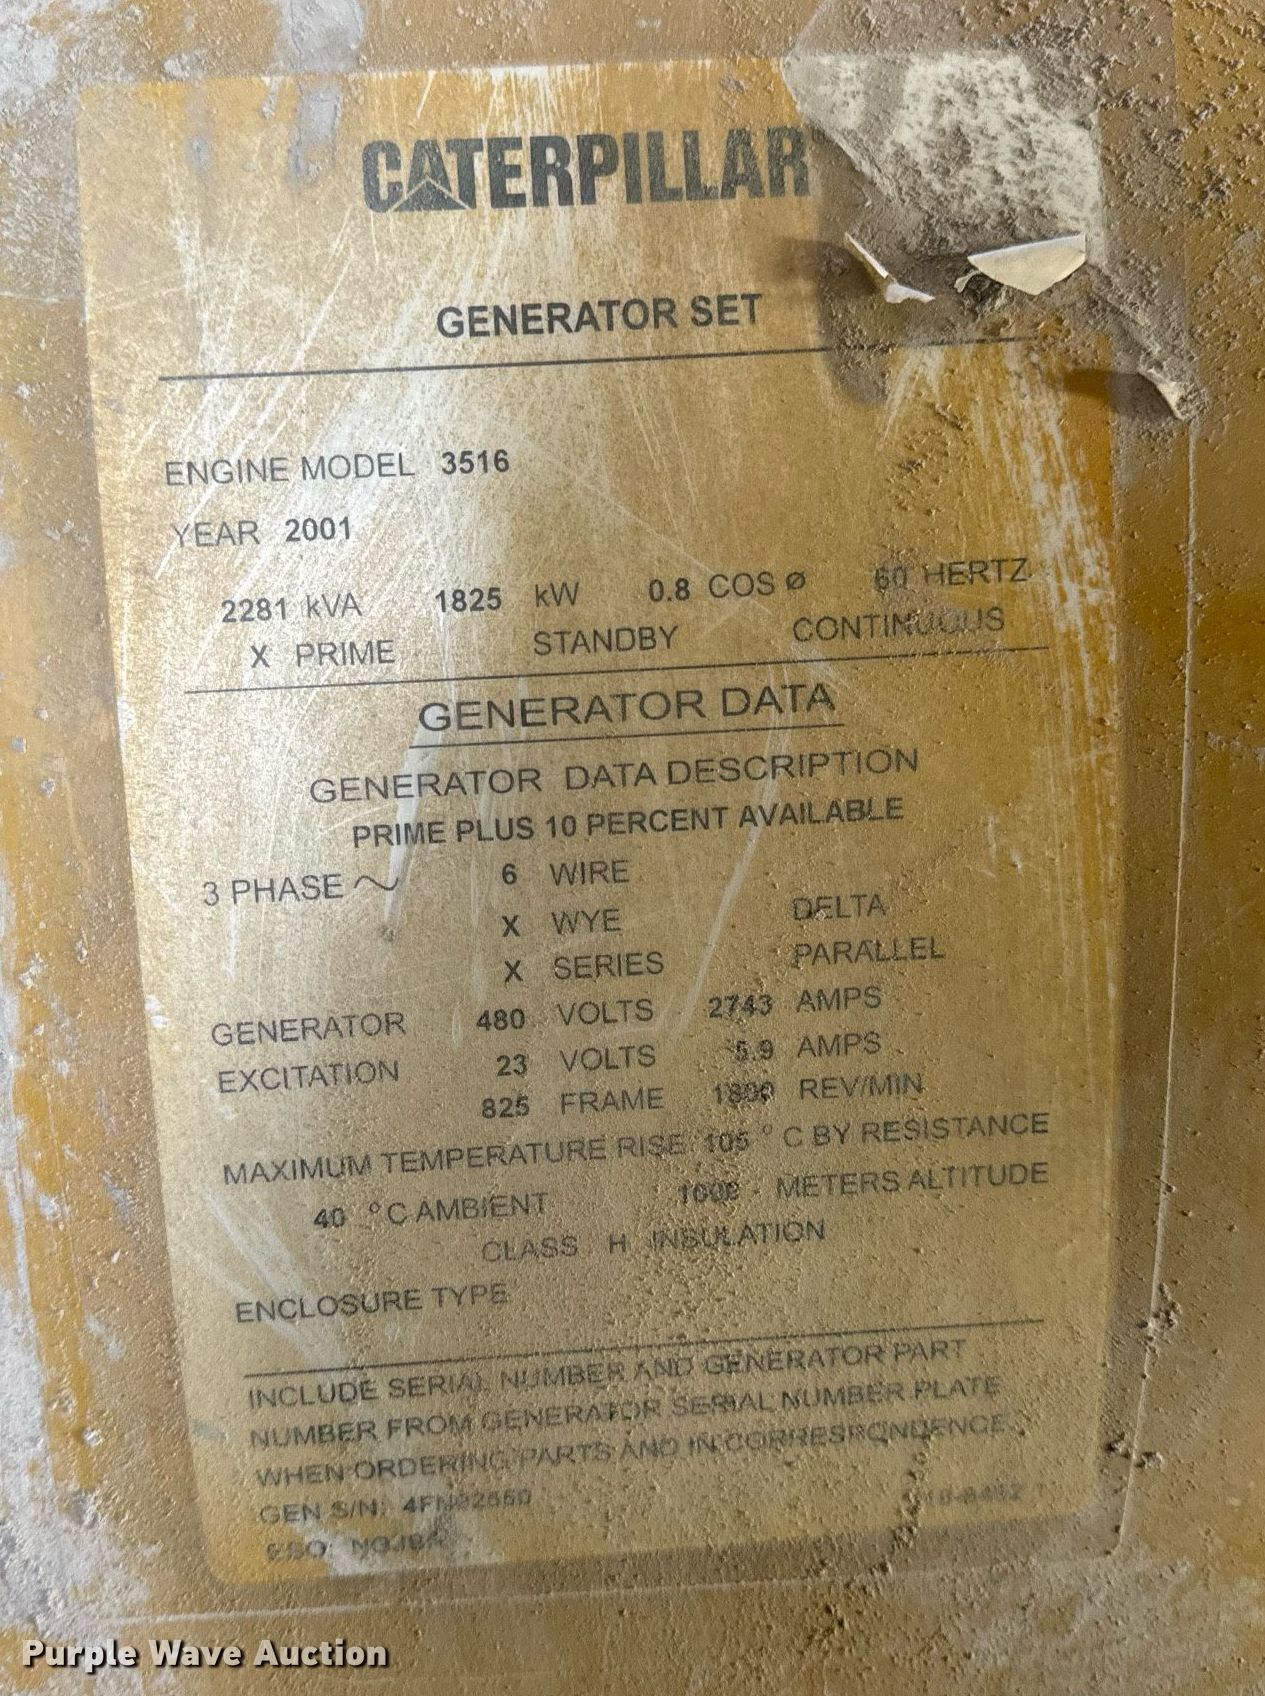 CATERPILLAR
GENERATOR SET
ENGINE MODEL 3516
YEAR 2001
2281 kVA 1825 kW 0.8 COS ø 60 HERTZ
X PRIME STANDBY CONTINUOUS
GENERATOR DATA
GENERATOR DATA DESCRIPTION
PRIME PLUS 10 PERCENT AVAILABLE
3 PHASE ~ 6 WIRE
X WYE DELTA
X SERIES PARALLEL
GENERATOR 480 VOLTS 2743 AMPS
EXCITATION 23 VOLTS 5.9 AMPS
825 FRAME 1800 REV/MIN
MAXIMUM TEMPERATURE RISE 105 °C BY RESISTANCE
40 °C AMBIENT 1000 METERS ALTITUDE
CLASS H INSULATION
ENCLOSURE TYPE
INCLUDE SERIAL NUMBER AND GENERATOR PART
NUMBER FROM GENERATOR SERIAL NUMBER PLATE
WHEN ORDERING PARTS AND IN CORRESPONDENCE
GEN S/N:
Purple Wave Auction